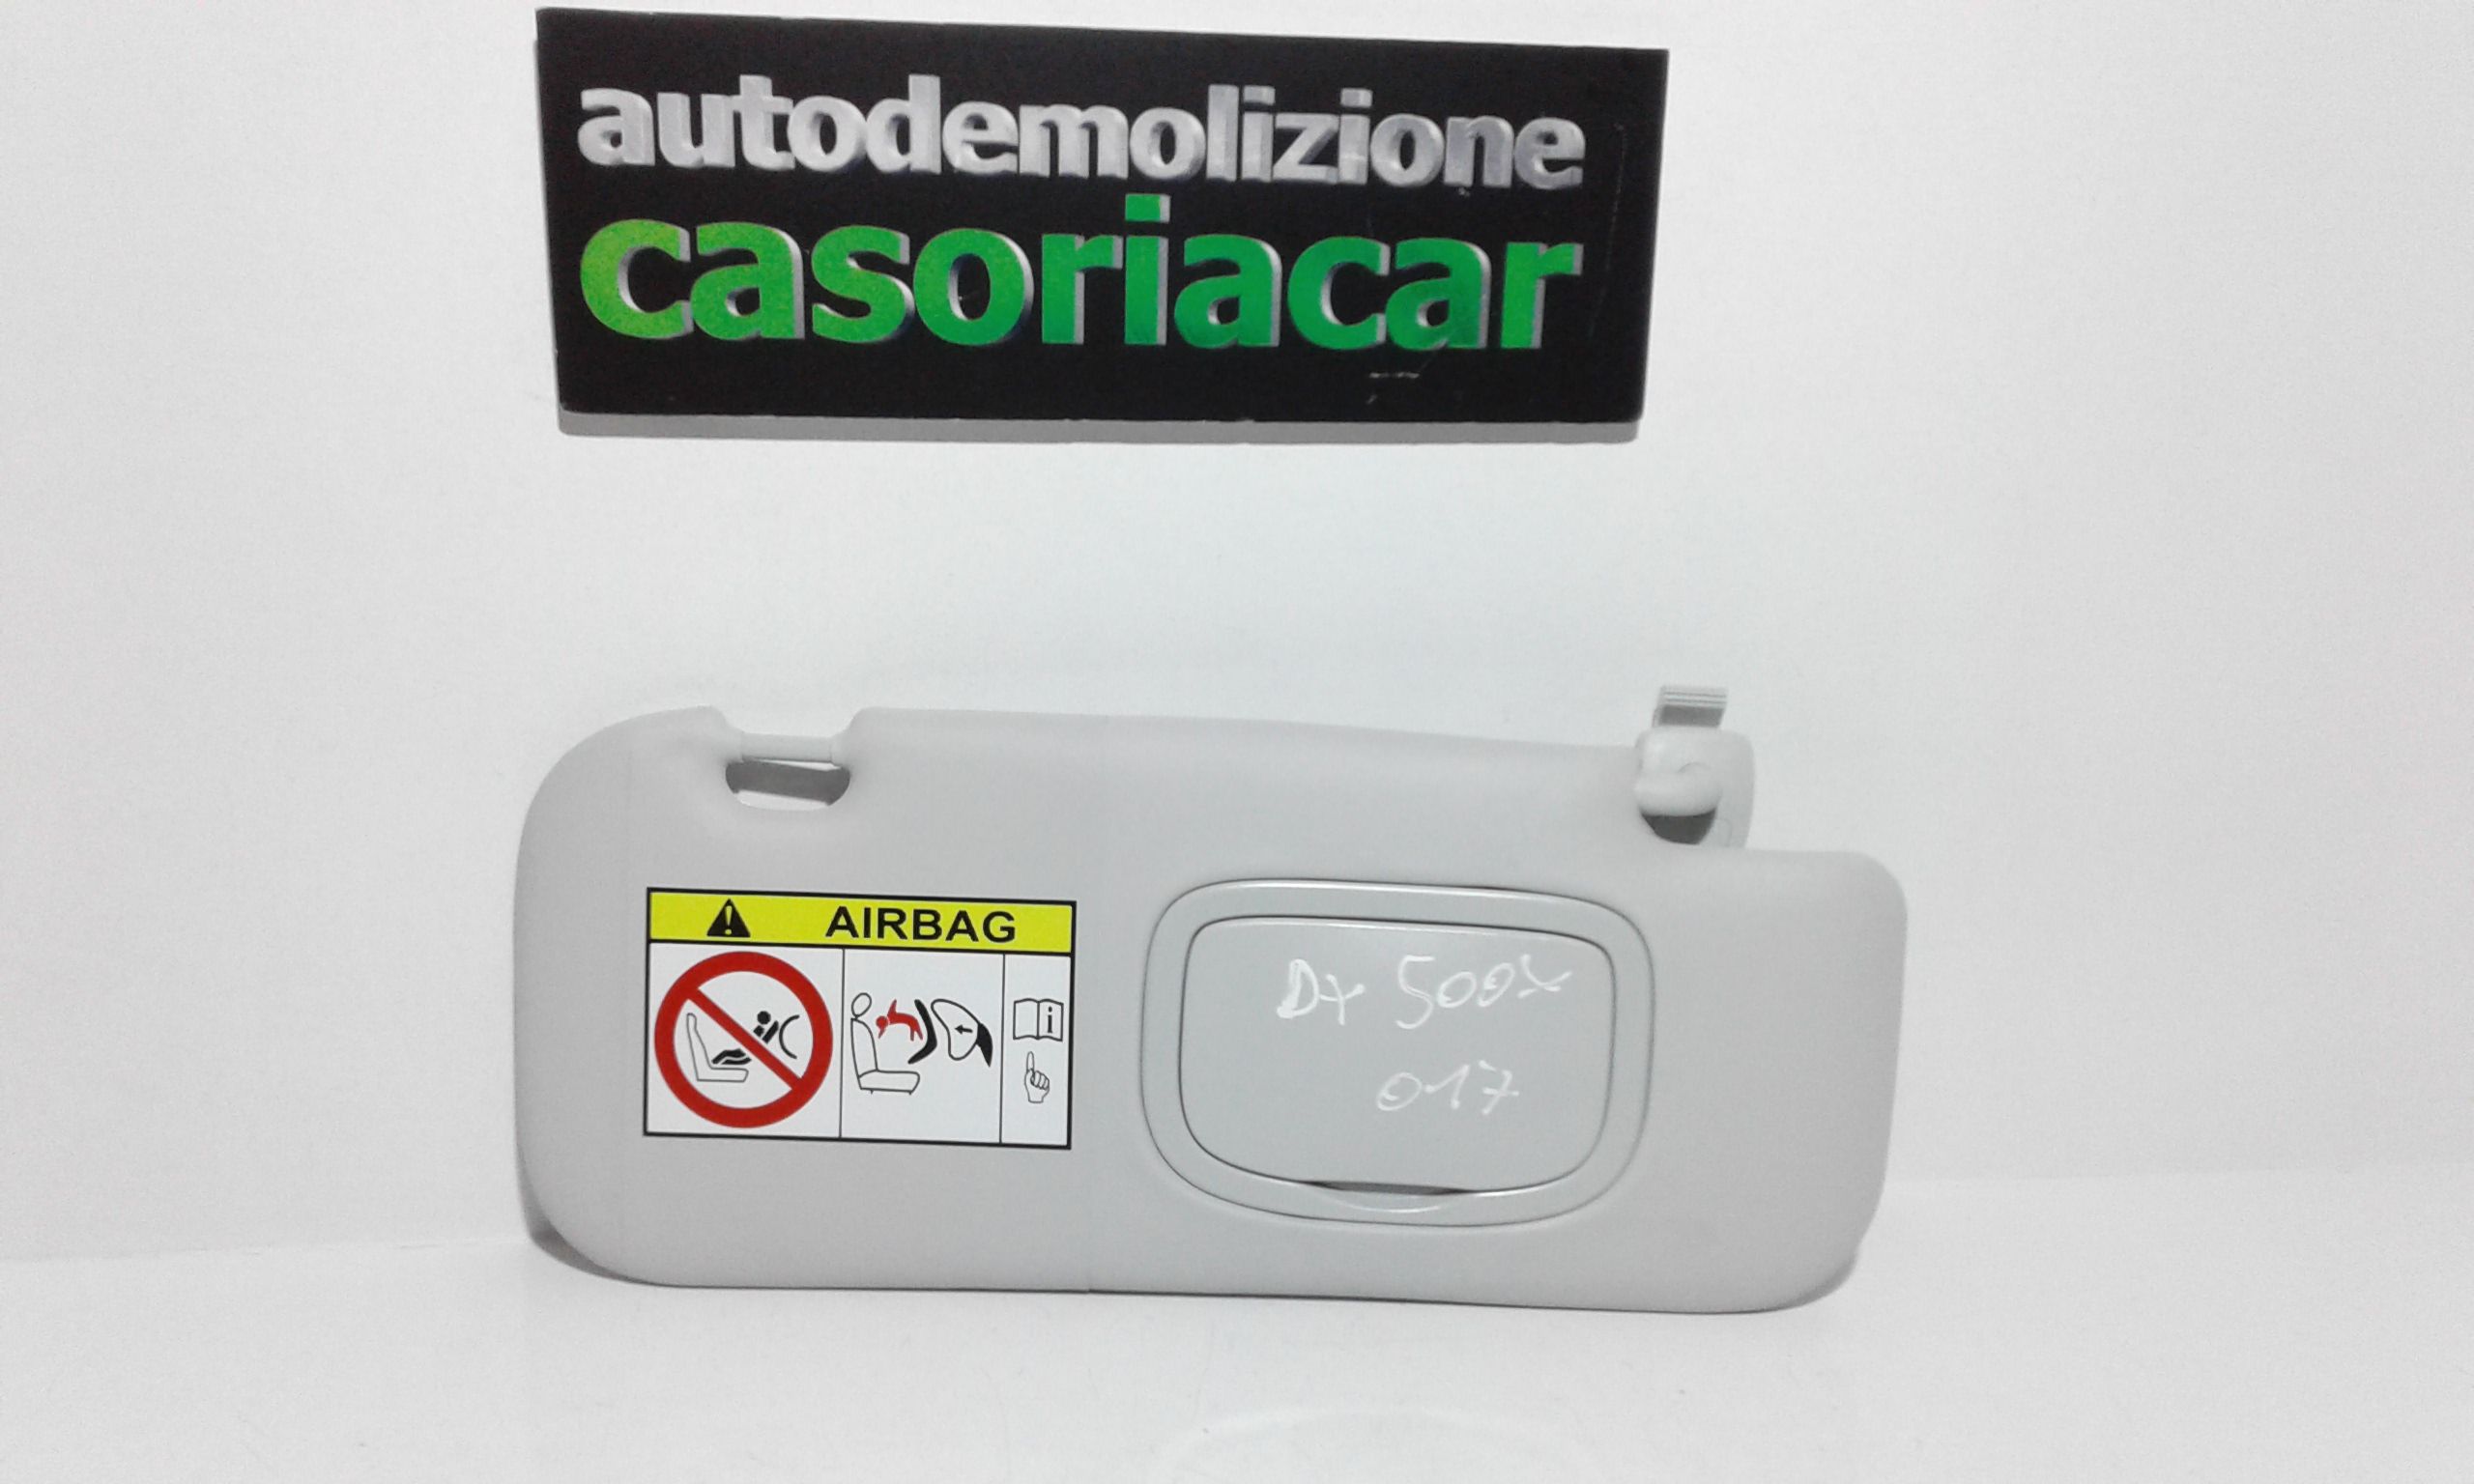 autodemolizione
casoriacar
AIRBAG
i
Dx 500x
017